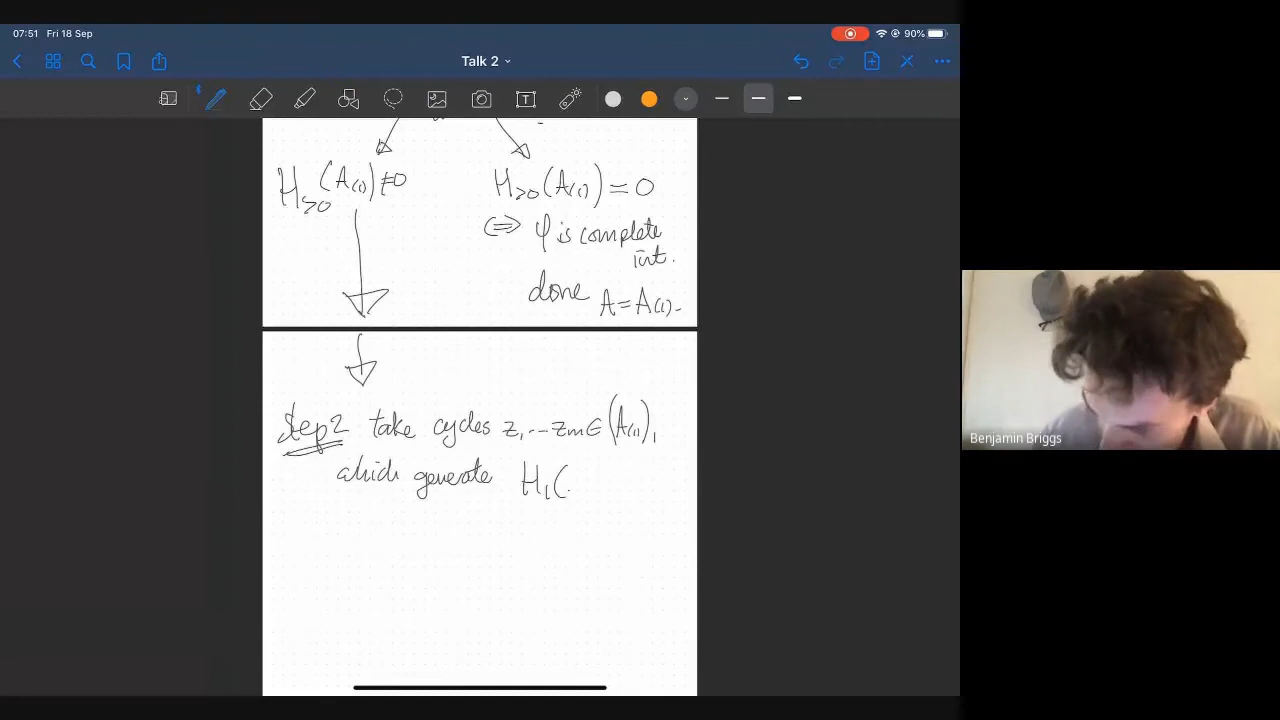 07:51 Fri 18 Sep
90%
Talk 2
T
H>0(A(1)) ≠ 0
H>0(A(1)) = 0
⇔ φ is complete
int.
done A = A(1).
Step 2 take cycles z1 ... zm ∈ (A(1))1
which generate H1(
Benjamin Briggs